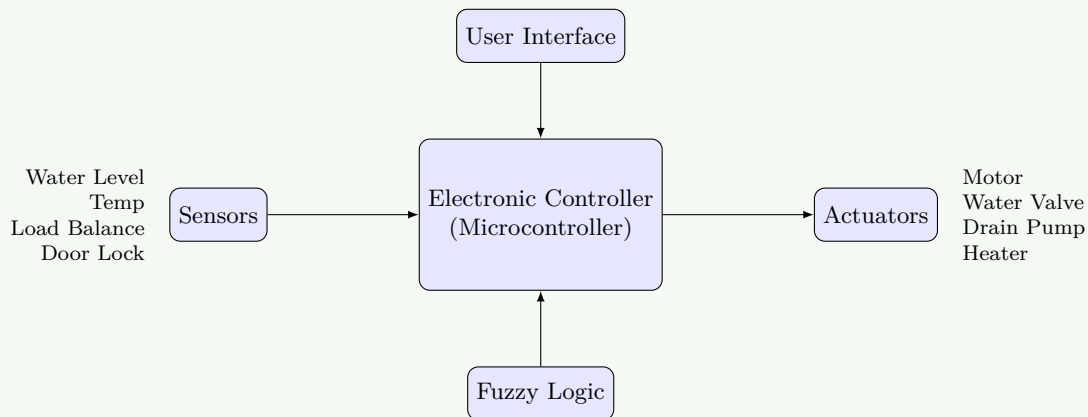 User Interface
Water Level
Temp
Load Balance
Door Lock
Sensors
Electronic Controller
(Microcontroller)
Actuators
Motor
Water Valve
Drain Pump
Heater
Fuzzy Logic